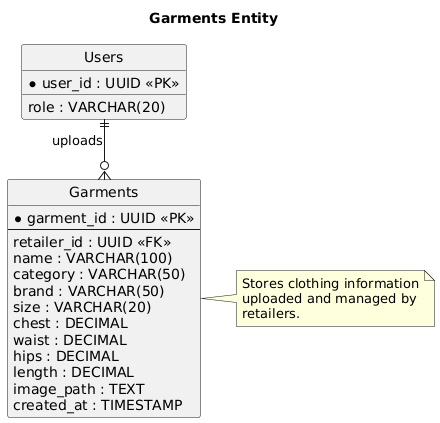 Garments Entity
Users
* user_id : UUID «PK»
role : VARCHAR(20)
uploads
Garments
* garment_id : UUID «PK»
retailer_id : UUID «FK»
name : VARCHAR(100)
category : VARCHAR(50)
brand : VARCHAR(50)
size : VARCHAR(20)
chest : DECIMAL
waist : DECIMAL
hips : DECIMAL
length : DECIMAL
image_path : TEXT
created_at : TIMESTAMP
Stores clothing information
uploaded and managed by
retailers.